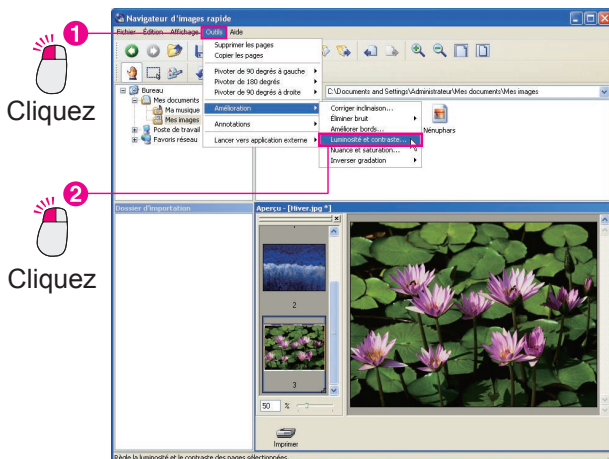 Navigateur d'images rapide
Fichier Édition Affichage Outils Aide
1
Cliquez
Supprimer les pages
Copier les pages
Pivoter de 90 degrés à gauche
Pivoter de 180 degrés
Pivoter de 90 degrés à droite
Amélioration
Annotations
Lancer vers application externe
Bureau
Mes documents
Ma musique
Mes images
Poste de travail
Favoris réseau
C:\Documents and Settings\Administrateur\Mes documents\Mes images
Corriger inclinaison...
Éliminer bruit
Améliorer bords...
Luminosité et contraste...
Nuance et saturation...
Inverser gradation
Nénuphars
2
Cliquez
Dossier d'importation
Aperçu - [Hiver.jpg *]
2
3
50 %
Imprimer
Règle la luminosité et le contraste des pages sélectionnées.